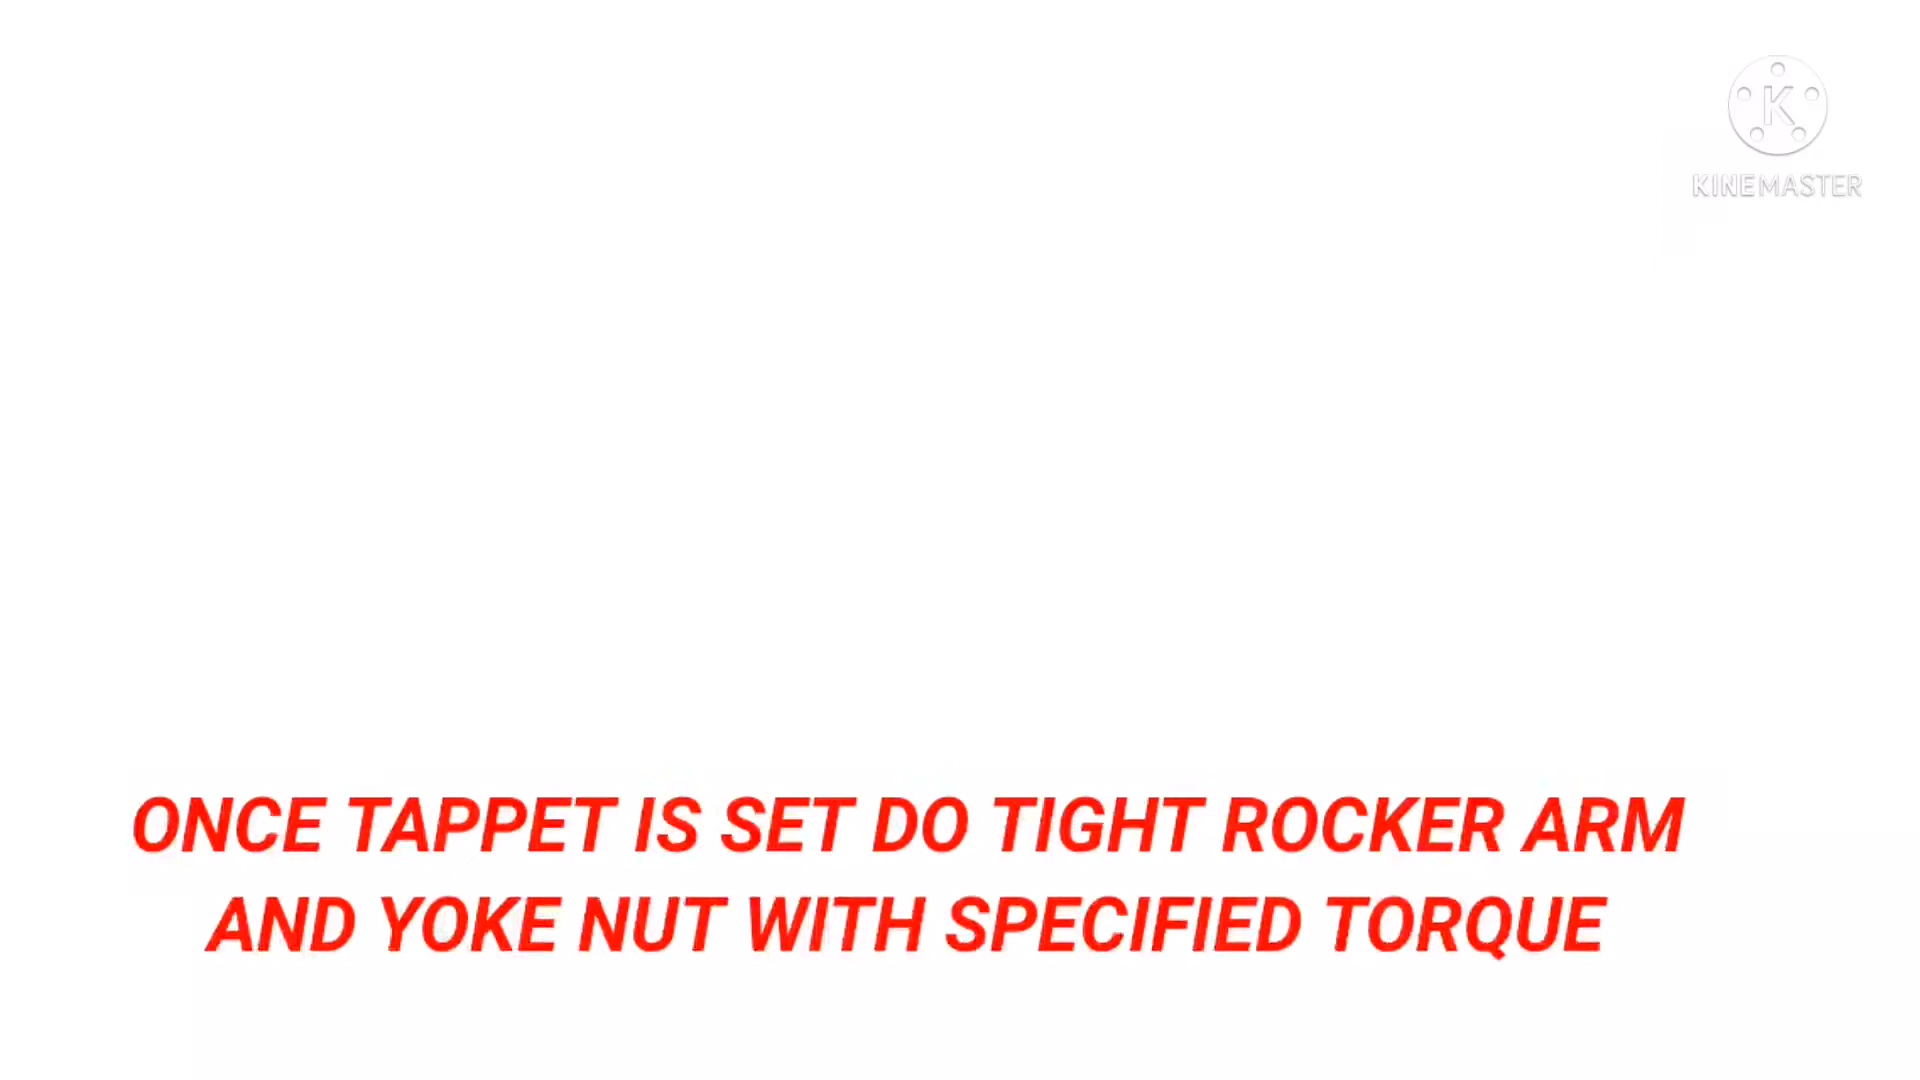 K
KINEMASTER
ONCE TAPPET IS SET DO TIGHT ROCKER ARM
AND YOKE NUT WITH SPECIFIED TORQUE